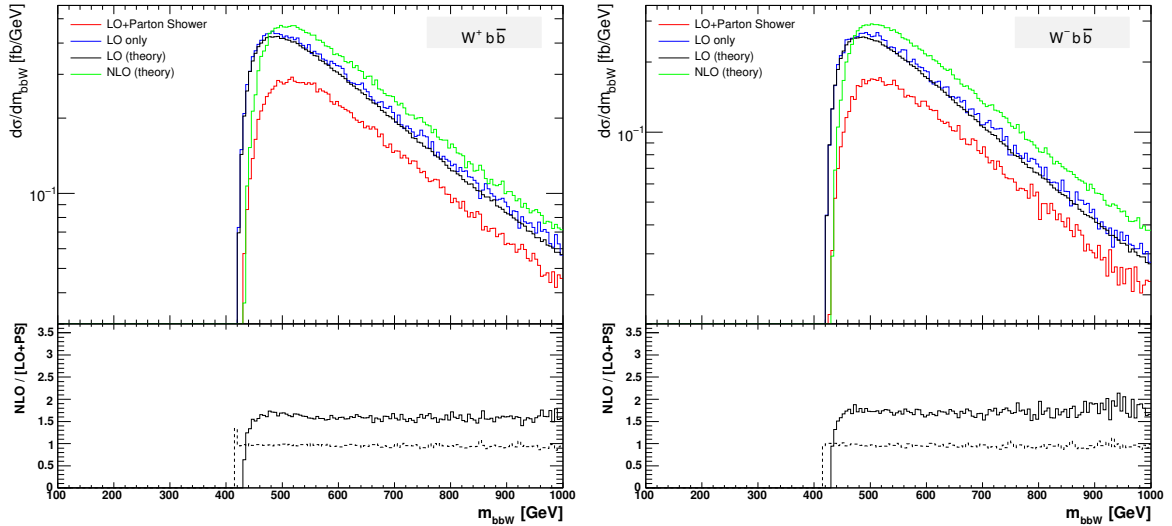 dσ/dm_bbW [fb/GeV]
LO+Parton Shower
LO only
LO (theory)
NLO (theory)
W⁺ b b̅
10⁻¹
NLO / [LO+PS]
3.5
3
2.5
2
1.5
1
0.5
0
100 200 300 400 500 600 700 800 900 1000
m_bbW [GeV]
dσ/dm_bbW [fb/GeV]
LO+Parton Shower
LO only
LO (theory)
NLO (theory)
W⁻ b b̅
10⁻¹
NLO / [LO+PS]
3.5
3
2.5
2
1.5
1
0.5
0
100 200 300 400 500 600 700 800 900 1000
m_bbW [GeV]